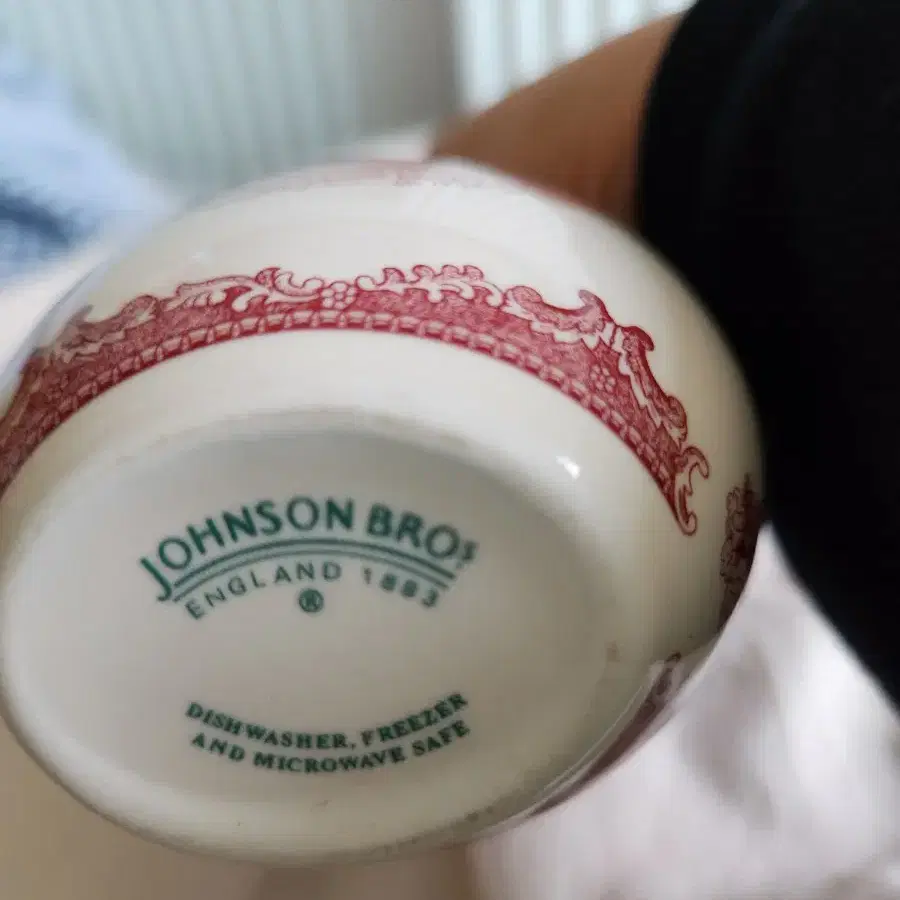 JOHNSON BROS
ENGLAND 1883
®
DISHWASHER, FREEZER
AND MICROWAVE SAFE